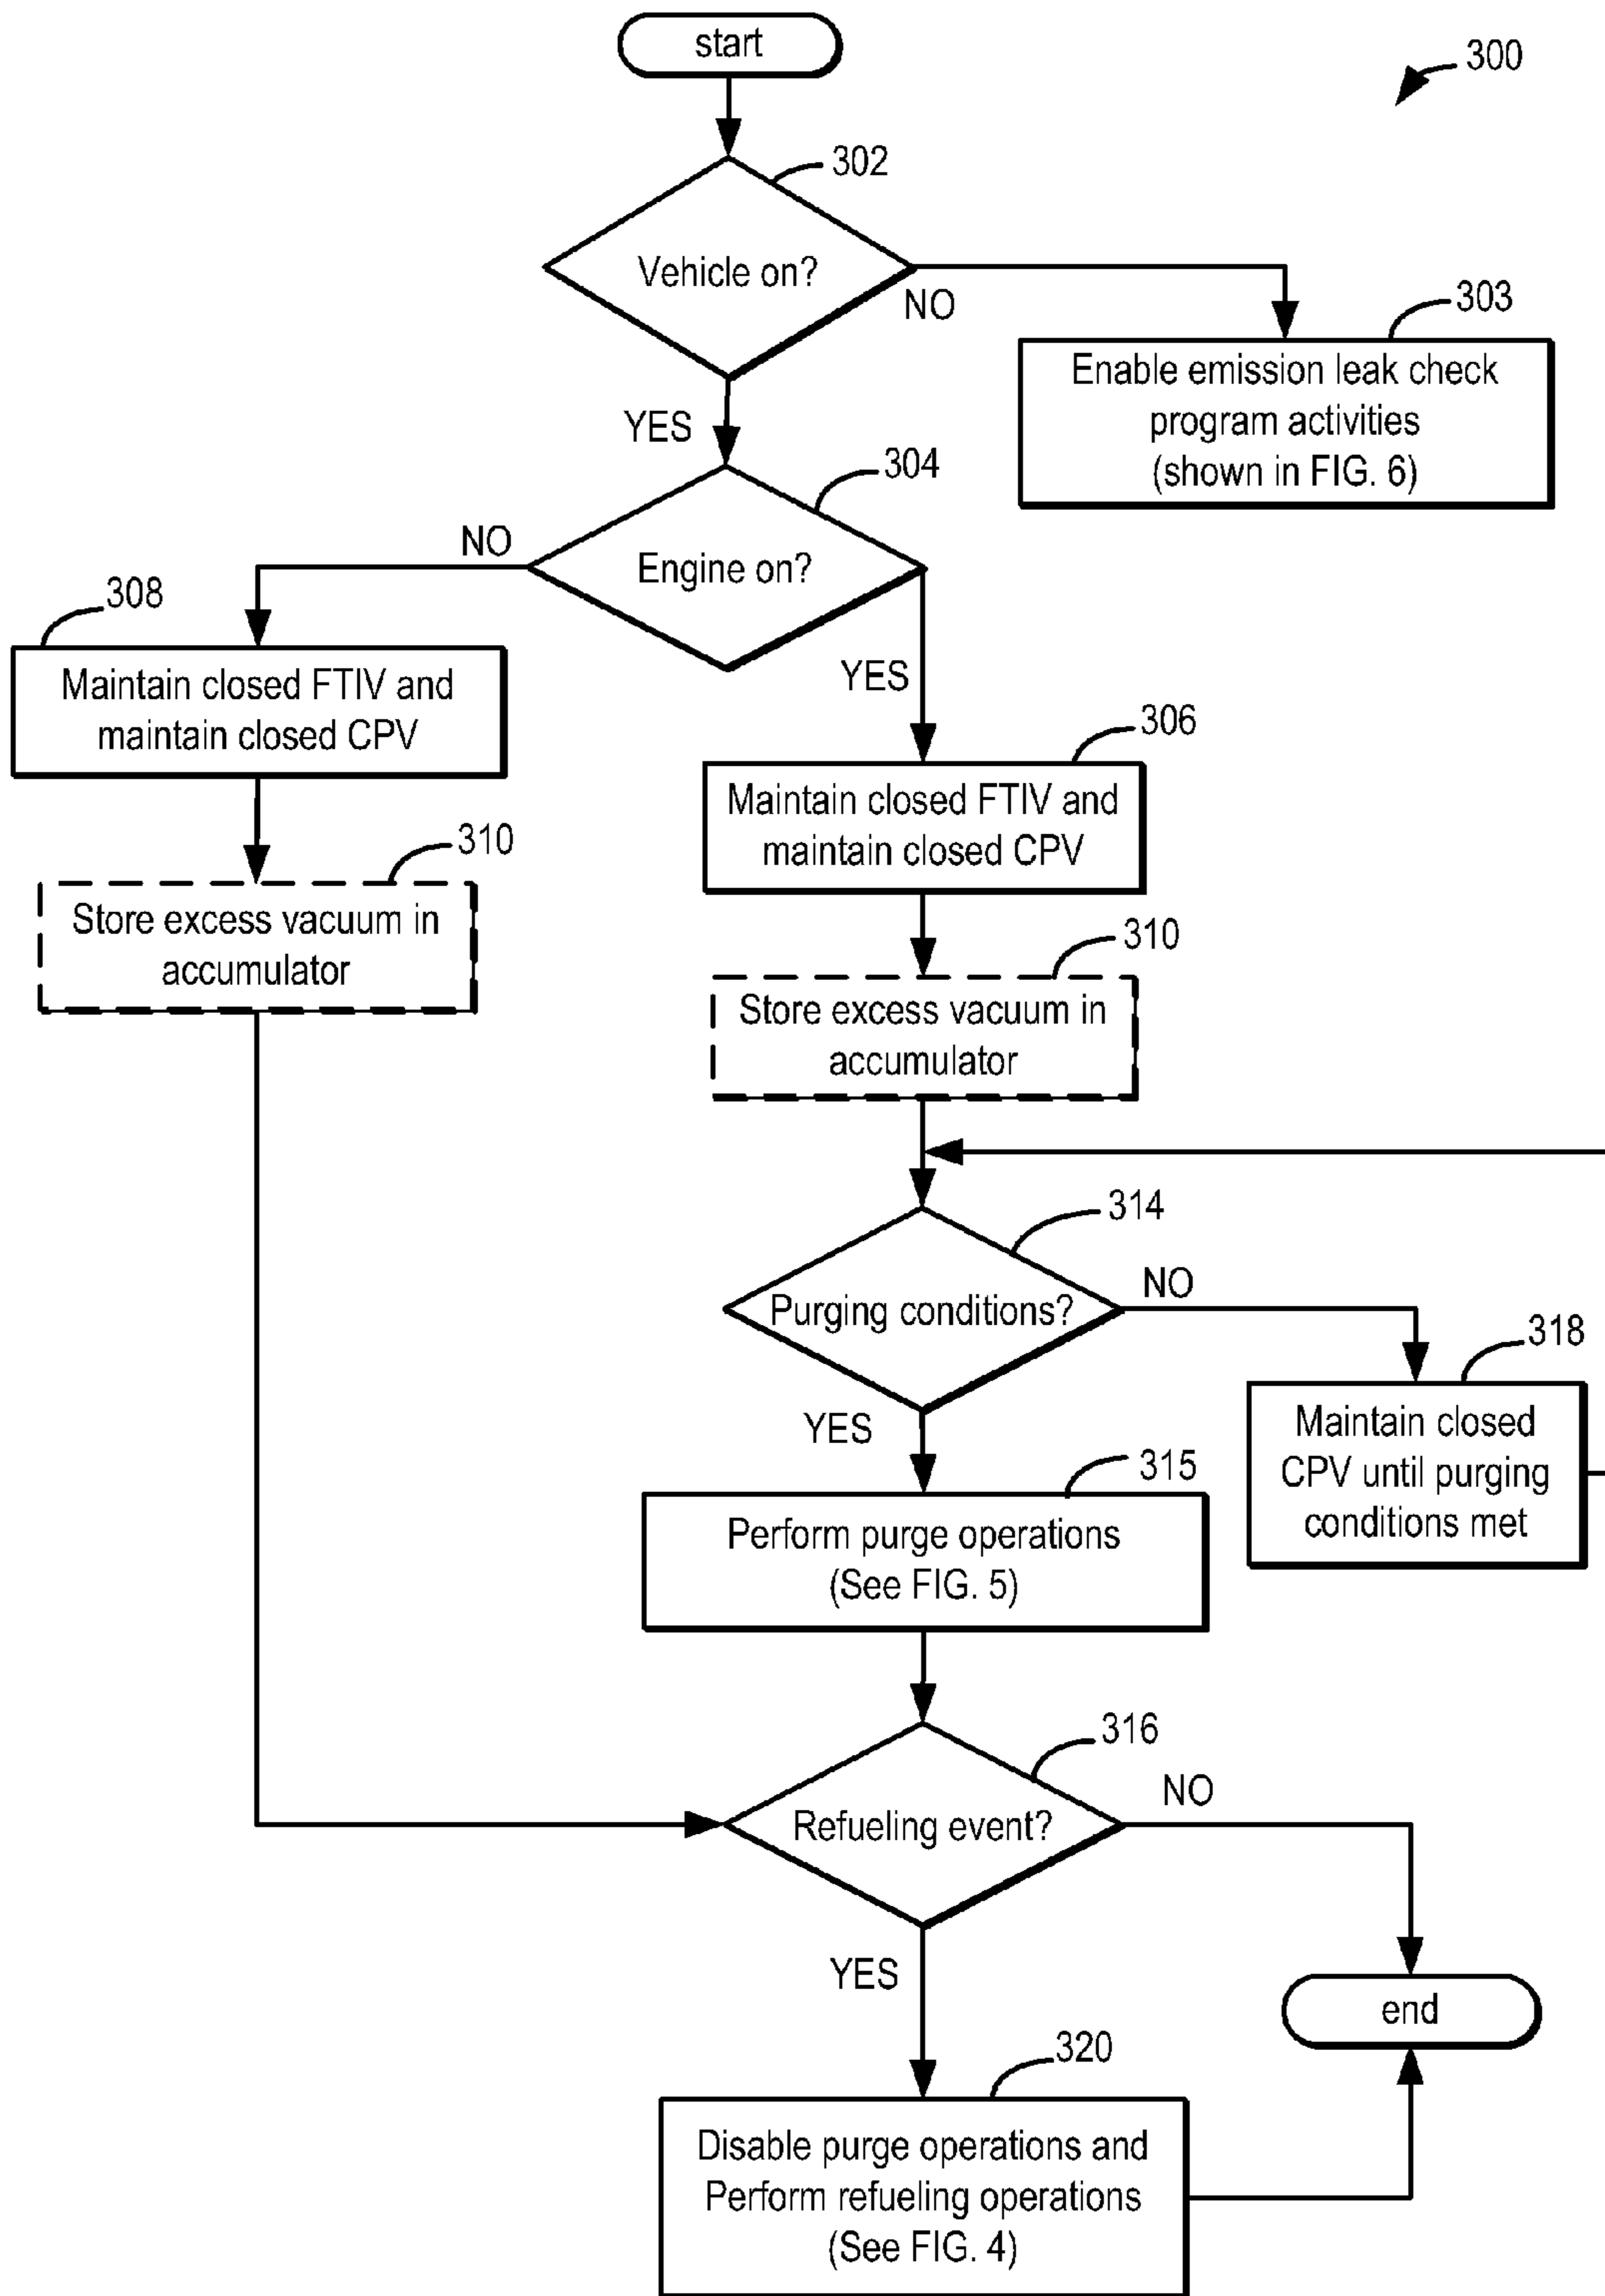 start
300
302
Vehicle on?
NO
303
Enable emission leak check
program activities
(shown in FIG. 6)
YES
304
Engine on?
NO
308
Maintain closed FTIV and
maintain closed CPV
YES
306
Maintain closed FTIV and
maintain closed CPV
310
Store excess vacuum in
accumulator
310
Store excess vacuum in
accumulator
314
Purging conditions?
NO
318
Maintain closed
CPV until purging
conditions met
YES
315
Perform purge operations
(See FIG. 5)
316
Refueling event?
NO
YES
end
320
Disable purge operations and
Perform refueling operations
(See FIG. 4)